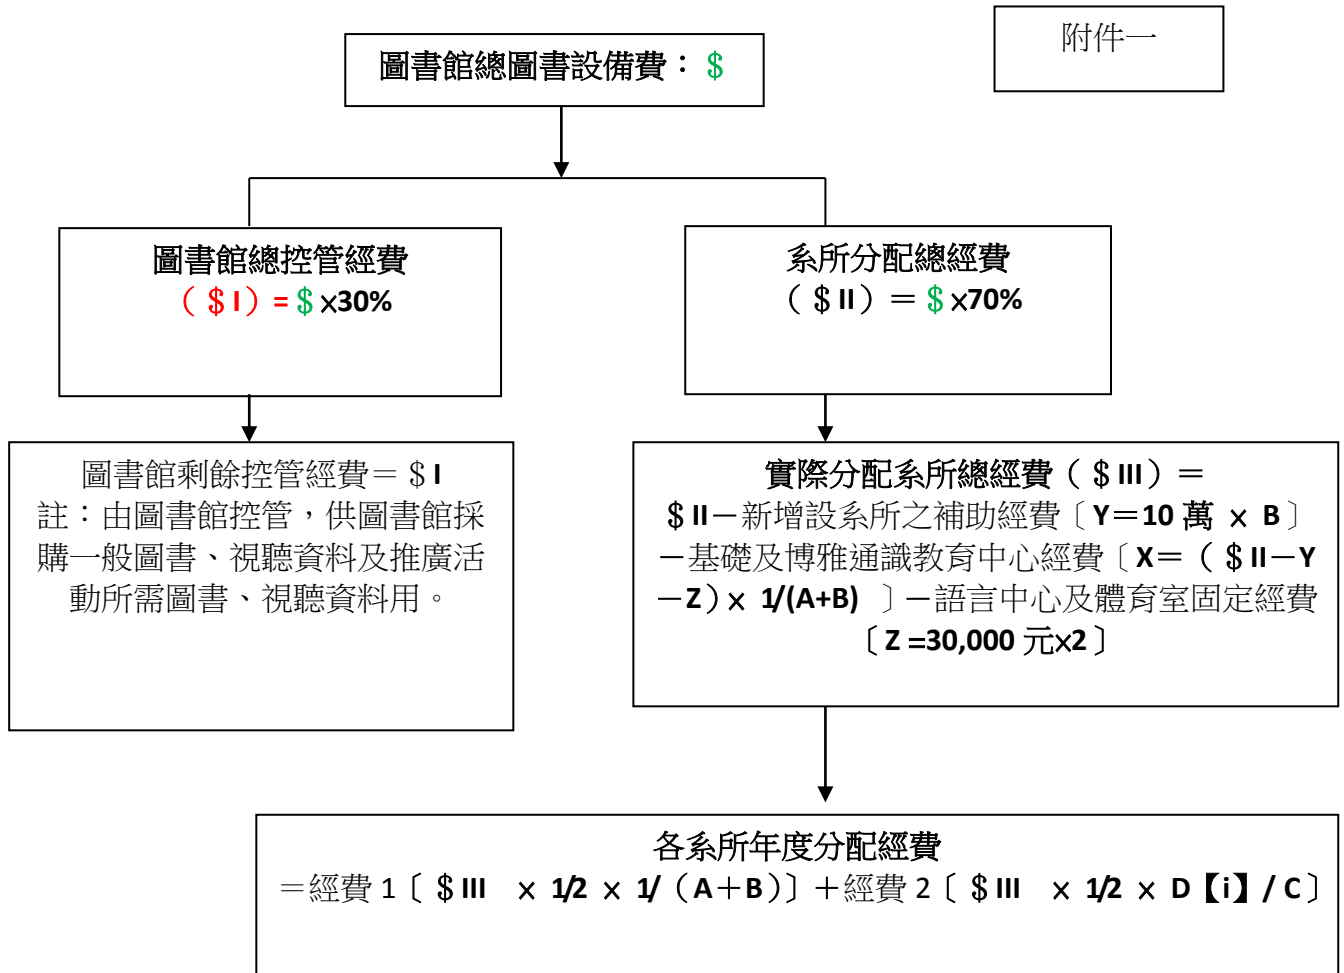 附件一
圖書館總圖書設備費：＄
圖書館總控管經費
（＄I）= ＄×30%
系所分配總經費
（＄II）＝＄×70%
圖書館剩餘控管經費＝＄I
註：由圖書館控管，供圖書館採
購一般圖書、視聽資料及推廣活
動所需圖書、視聽資料用。
實際分配系所總經費（＄III）＝
＄II－新增設系所之補助經費〔Y＝10 萬 × B〕
－基礎及博雅通識教育中心經費〔X＝（＄II－Y
－Z）× 1/(A+B) 〕－語言中心及體育室固定經費
〔Z =30,000 元×2〕
各系所年度分配經費
＝經費 1〔＄III × 1/2 × 1/（A＋B）〕＋經費 2〔＄III × 1/2 × D【i】/ C〕